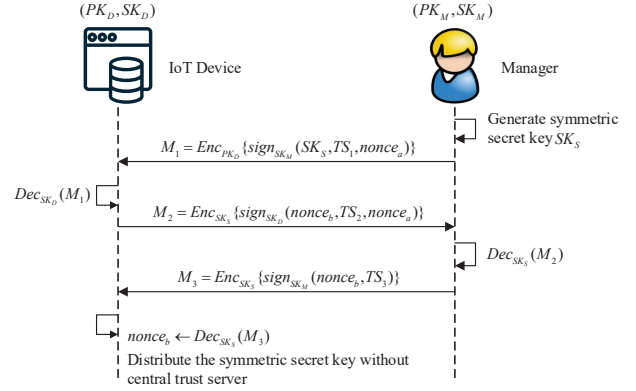 (PK_D, SK_D)
(PK_M, SK_M)
IoT Device
Manager
Generate symmetric
secret key SK_S
M_1 = Enc_{PK_D}{sign_{SK_M}(SK_S, TS_1, nonce_a)}
Dec_{SK_D}(M_1)
M_2 = Enc_{SK_S}{sign_{SK_D}(nonce_b, TS_2, nonce_a)}
Dec_{SK_S}(M_2)
M_3 = Enc_{SK_S}{sign_{SK_M}(nonce_b, TS_3)}
nonce_b ← Dec_{SK_S}(M_3)
Distribute the symmetric secret key without
central trust server